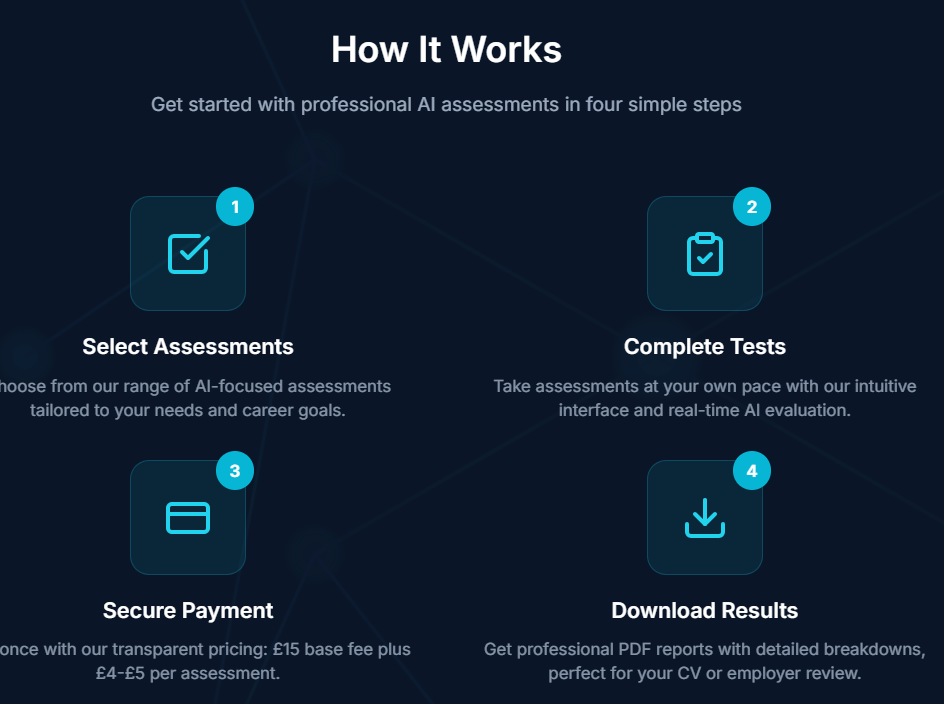 How It Works
Get started with professional AI assessments in four simple steps
1
Select Assessments
hoose from our range of AI-focused assessments
tailored to your needs and career goals.
2
Complete Tests
Take assessments at your own pace with our intuitive
interface and real-time AI evaluation.
3
Secure Payment
once with our transparent pricing: £15 base fee plus
£4-£5 per assessment.
4
Download Results
Get professional PDF reports with detailed breakdowns,
perfect for your CV or employer review.